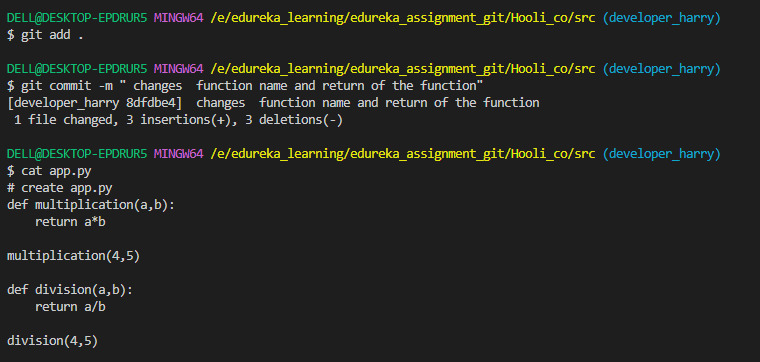 DELL@DESKTOP-EPDRUR5 MINGW64 /e/edureka_learning/edureka_assignment_git/Hooli_co/src (developer_harry)
$ git add .
DELL@DESKTOP-EPDRUR5 MINGW64 /e/edureka_learning/edureka_assignment_git/Hooli_co/src (developer_harry)
$ git commit -m " changes  function name and return of the function"
[developer_harry 8dfdbe4]  changes  function name and return of the function
 1 file changed, 3 insertions(+), 3 deletions(-)
DELL@DESKTOP-EPDRUR5 MINGW64 /e/edureka_learning/edureka_assignment_git/Hooli_co/src (developer_harry)
$ cat app.py
# create app.py
def multiplication(a,b):
    return a*b
multiplication(4,5)
def division(a,b):
    return a/b
division(4,5)